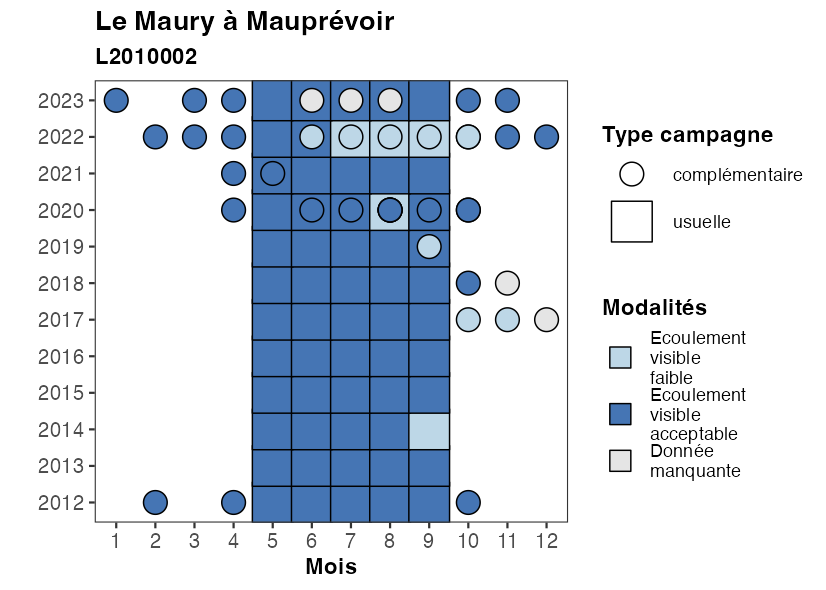 Le Maury à Mauprévoir
L2010002
2023
2022
2021
2020
2019
2018
2017
2016
2015
2014
2013
2012
1 2 3 4 5 6 7 8 9 10 11 12
Mois
Type campagne
complémentaire
usuelle
Modalités
Ecoulement
visible
faible
Ecoulement
visible
acceptable
Donnée
manquante